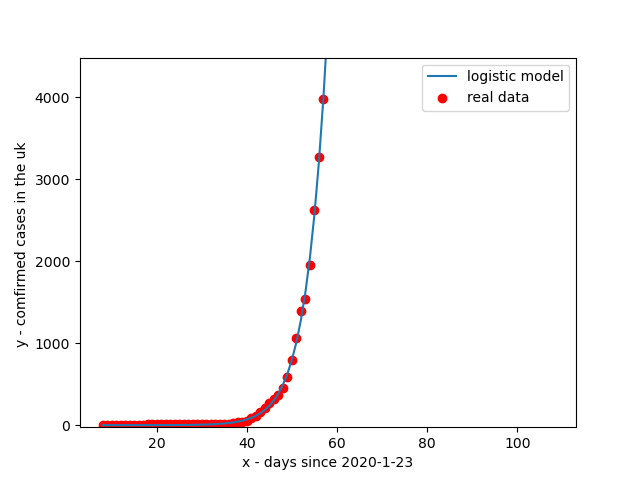 logistic model
real data
4000
3000
2000
1000
0
y - comfirmed cases in the uk
20
40
60
80
100
x - days since 2020-1-23